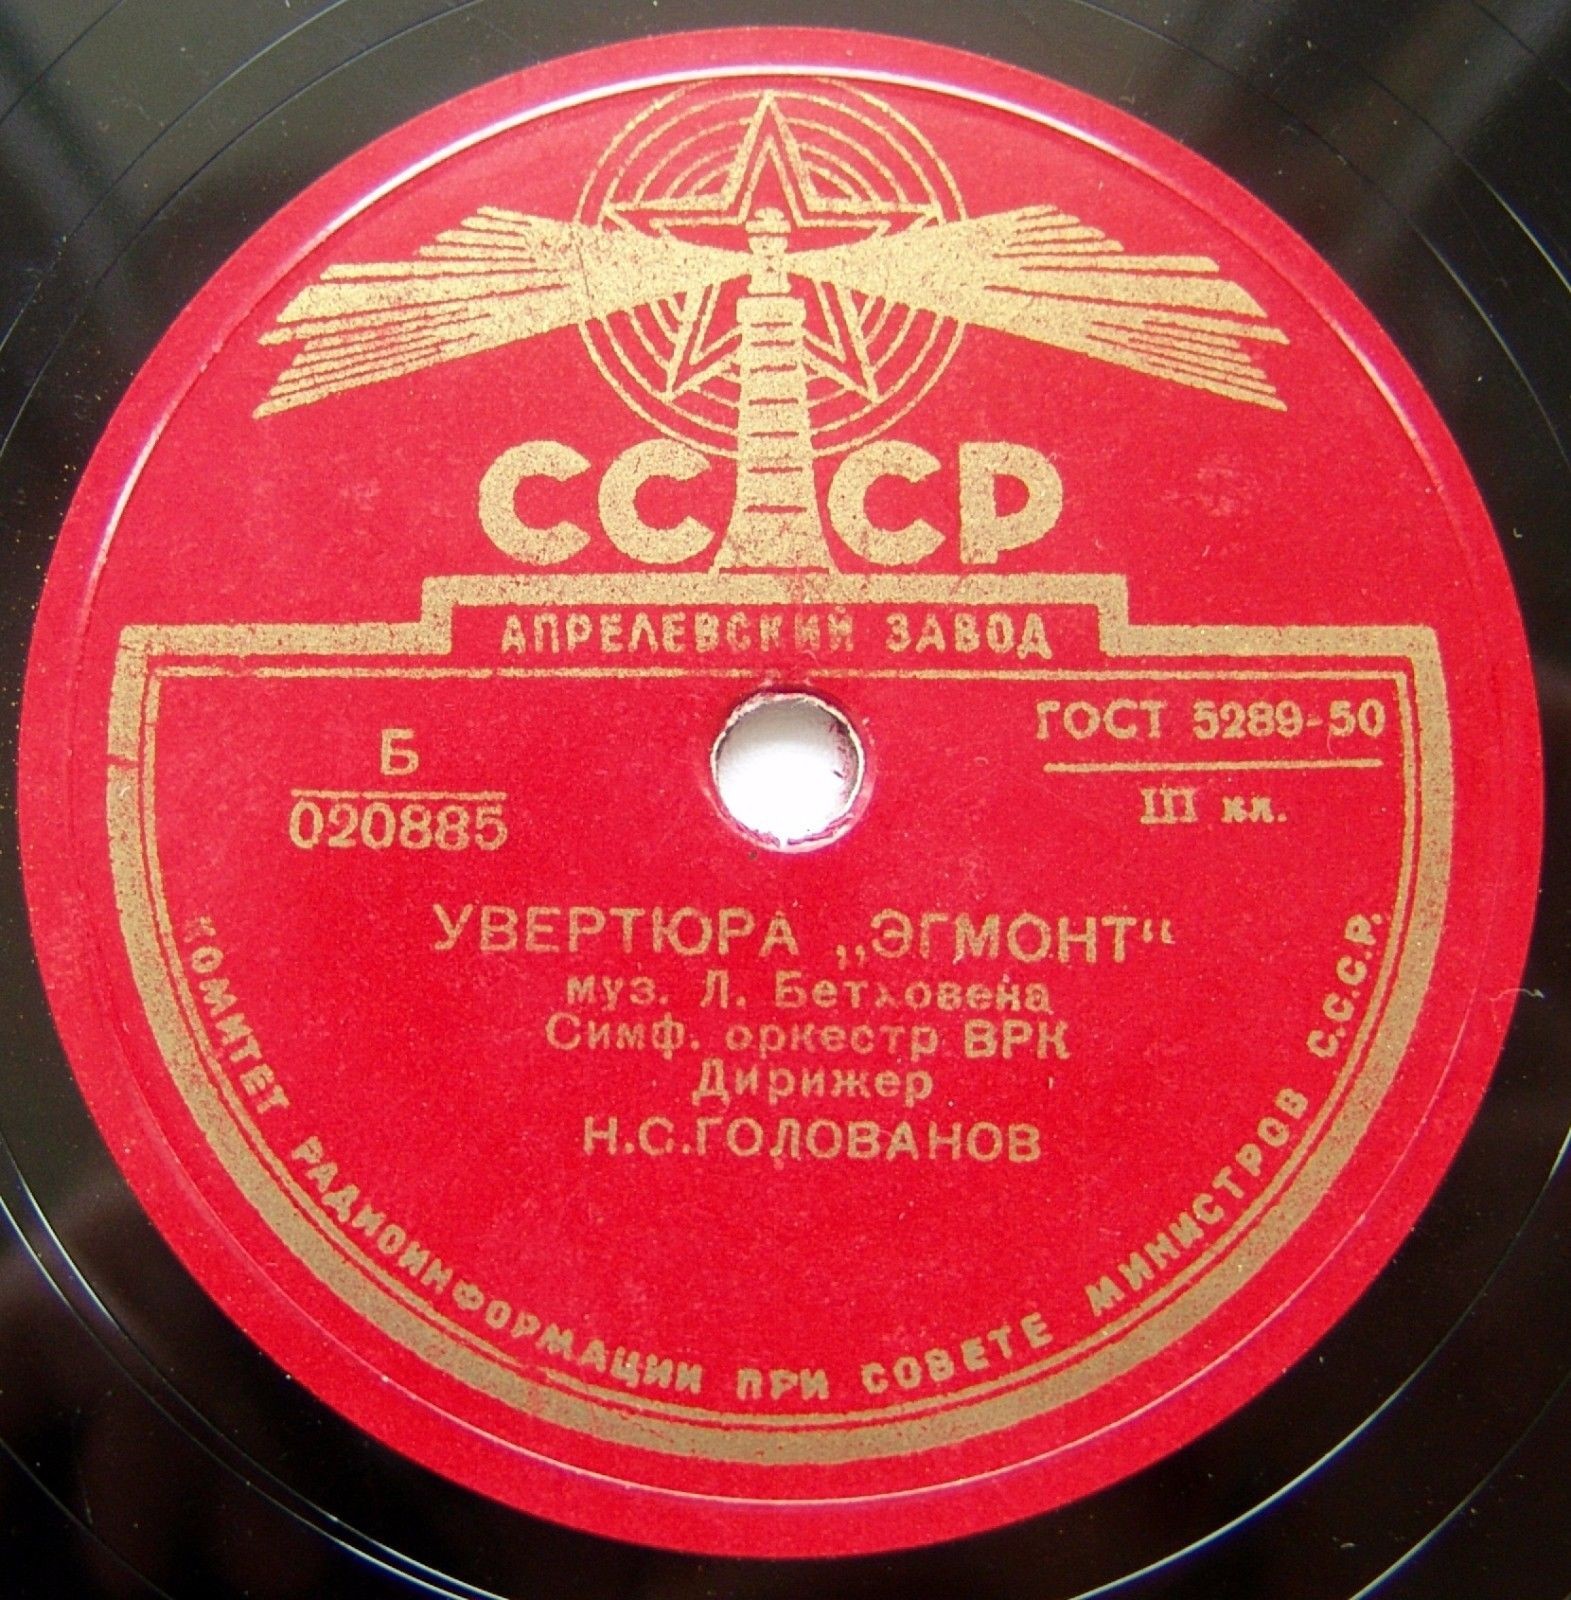 СССР
АПРЕЛЕВСКИЙ ЗАВОД
ГОСТ 5289-50
III кл.
Б
020885
УВЕРТЮРА „ЭГМОНТ“
муз. Л. Бетховена
Симф. оркестр ВРК
Дирижер
Н.С.ГОЛОВАНОВ
КОМИТЕТ РАДИОИНФОРМАЦИИ ПРИ СОВЕТЕ МИНИСТРОВ С.С.С.Р.